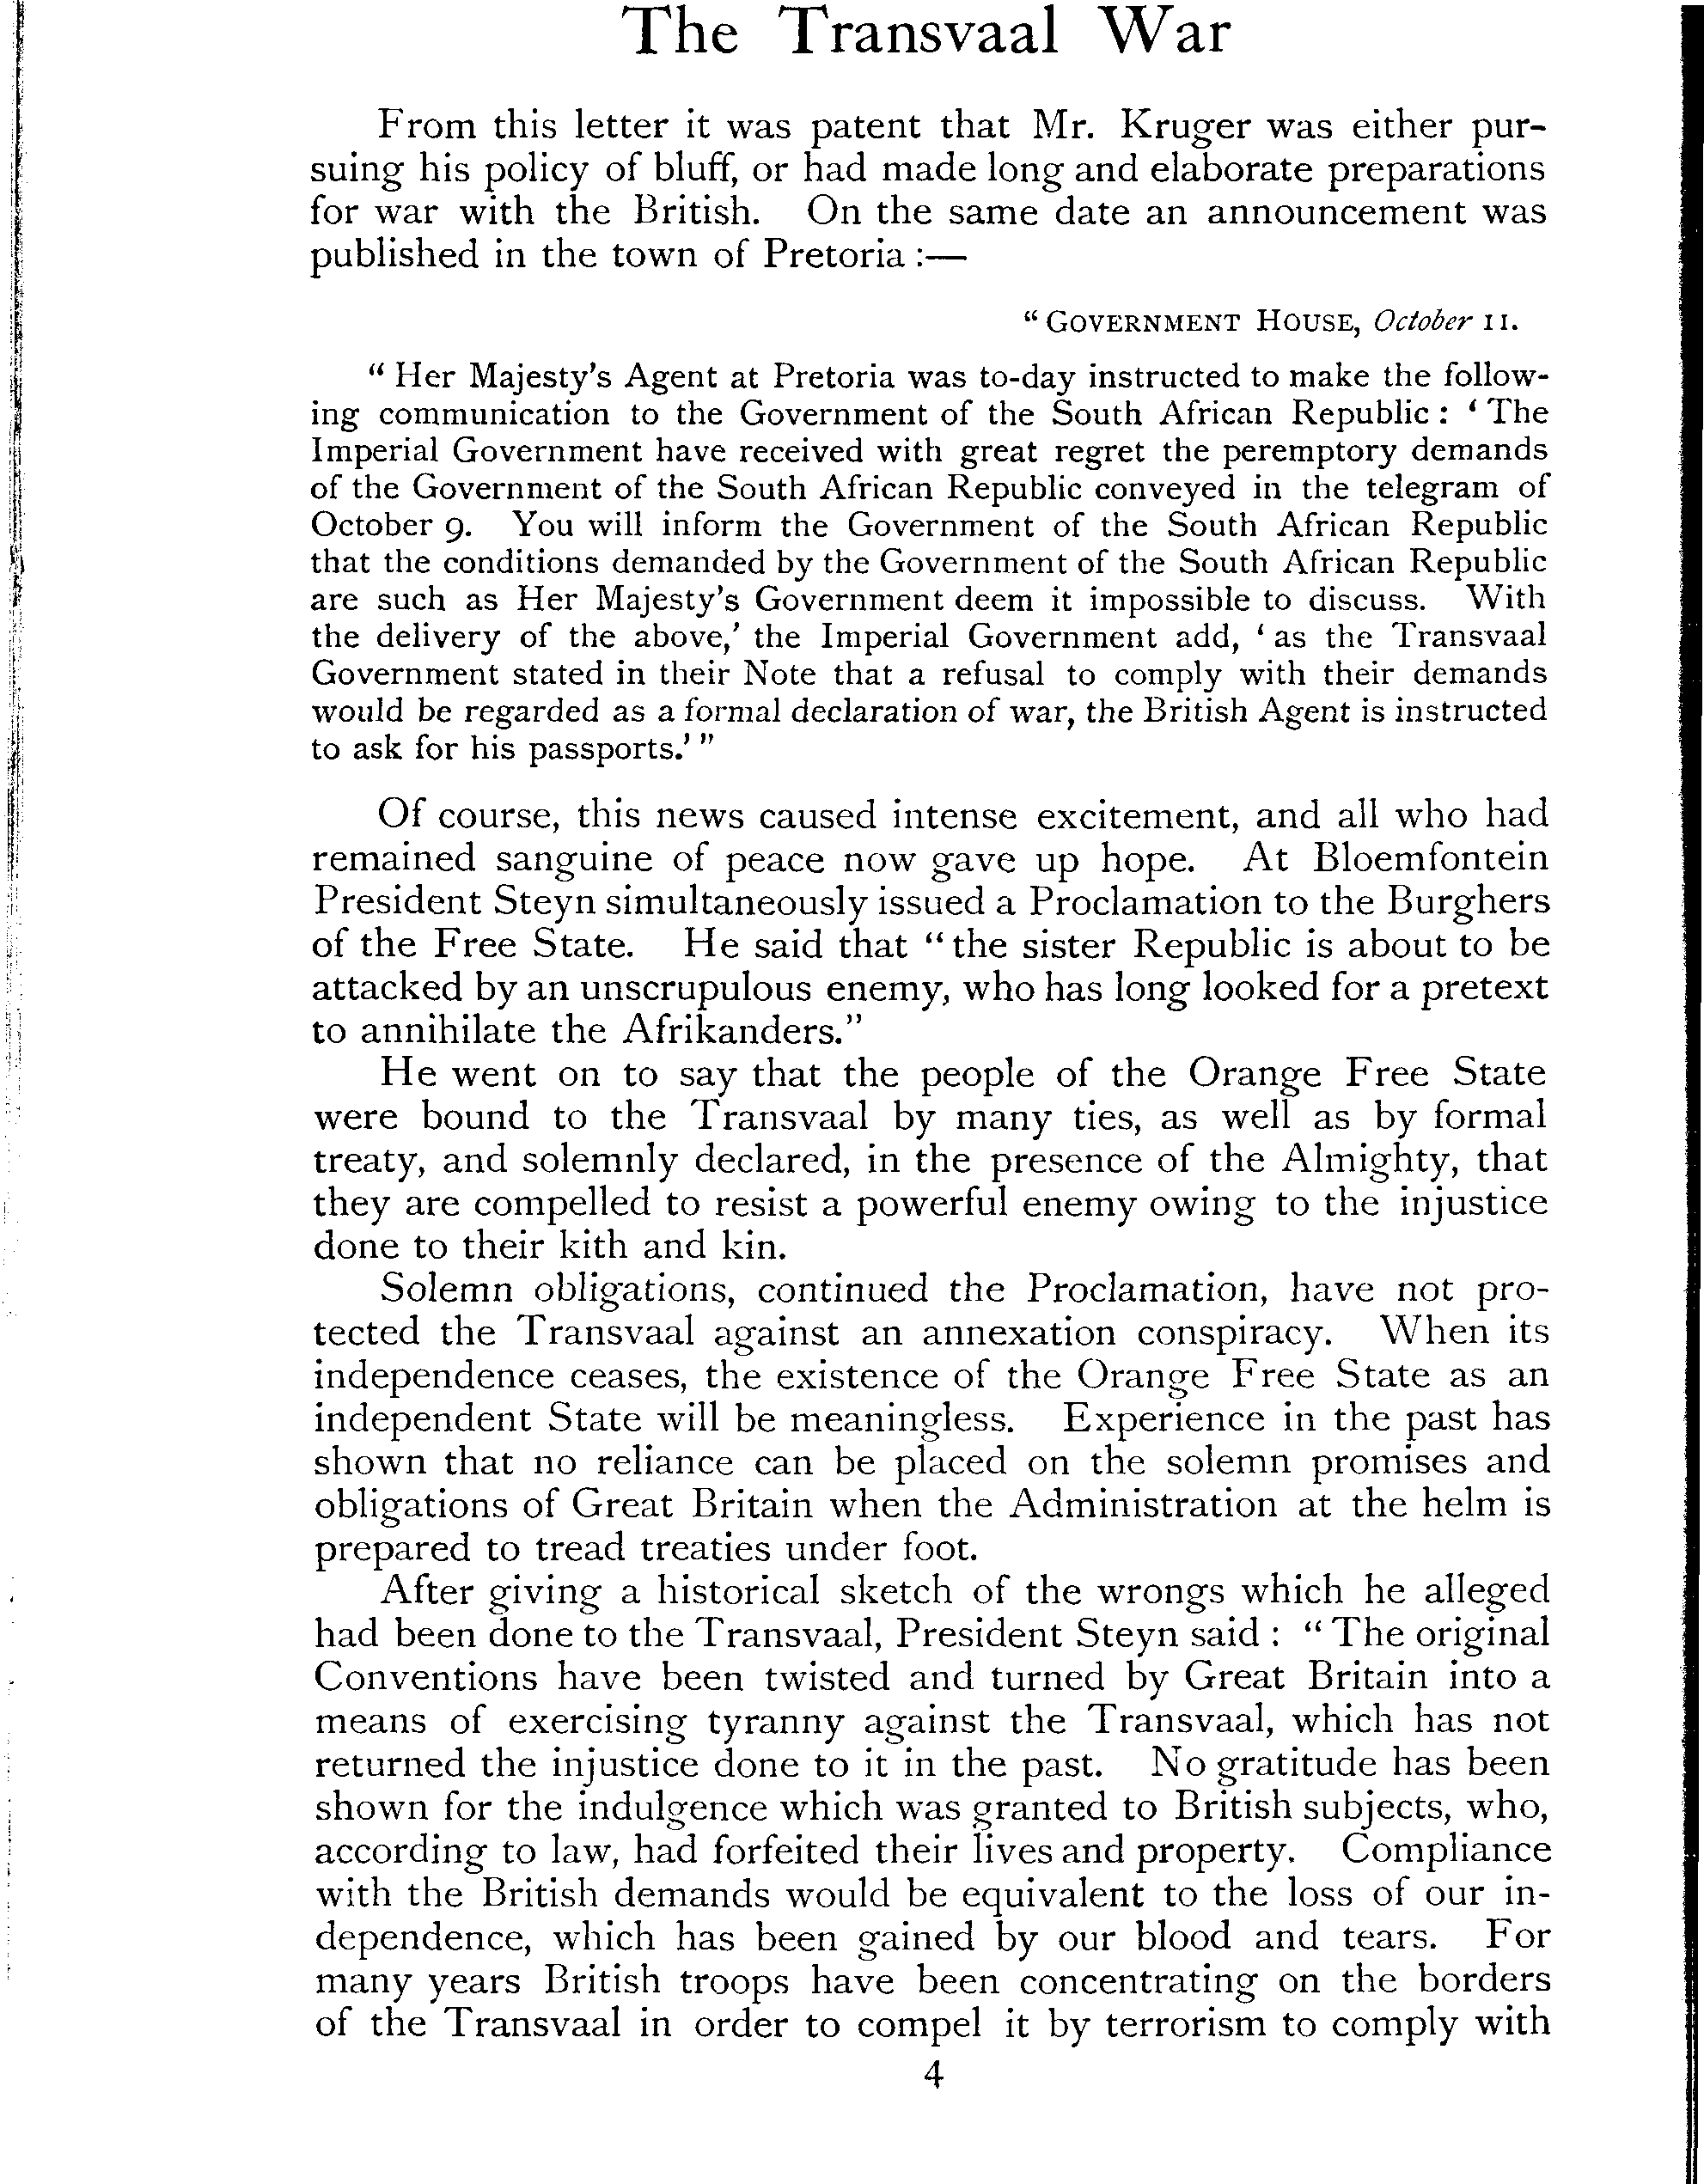 The Transvaal War
From this letter it was patent that Mr. Kruger was either pur-
suing his policy of bluff, or had made long and elaborate preparations
for war with the British. On the same date an announcement was
published in the town of Pretoria :—
“ GOVERNMENT HOUSE, October 11.
“ Her Majesty’s Agent at Pretoria was to-day instructed to make the follow-
ing communication to the Government of the South African Republic : ‘ The
Imperial Government have received with great regret the peremptory demands
of the Government of the South African Republic conveyed in the telegram of
October 9. You will inform the Government of the South African Republic
that the conditions demanded by the Government of the South African Republic
are such as Her Majesty’s Government deem it impossible to discuss. With
the delivery of the above,’ the Imperial Government add, ‘ as the Transvaal
Government stated in their Note that a refusal to comply with their demands
would be regarded as a formal declaration of war, the British Agent is instructed
to ask for his passports.’ ”
Of course, this news caused intense excitement, and all who had
remained sanguine of peace now gave up hope. At Bloemfontein
President Steyn simultaneously issued a Proclamation to the Burghers
of the Free State. He said that “ the sister Republic is about to be
attacked by an unscrupulous enemy, who has long looked for a pretext
to annihilate the Afrikanders.”
He went on to say that the people of the Orange Free State
were bound to the Transvaal by many ties, as well as by formal
treaty, and solemnly declared, in the presence of the Almighty, that
they are compelled to resist a powerful enemy owing to the injustice
done to their kith and kin.
Solemn obligations, continued the Proclamation, have not pro-
tected the Transvaal against an annexation conspiracy. When its
independence ceases, the existence of the Orange Free State as an
independent State will be meaningless. Experience in the past has
shown that no reliance can be placed on the solemn promises and
obligations of Great Britain when the Administration at the helm is
prepared to tread treaties under foot.
After giving a historical sketch of the wrongs which he alleged
had been done to the Transvaal, President Steyn said : “ The original
Conventions have been twisted and turned by Great Britain into a
means of exercising tyranny against the Transvaal, which has not
returned the injustice done to it in the past. No gratitude has been
shown for the indulgence which was granted to British subjects, who,
according to law, had forfeited their lives and property. Compliance
with the British demands would be equivalent to the loss of our in-
dependence, which has been gained by our blood and tears. For
many years British troops have been concentrating on the borders
of the Transvaal in order to compel it by terrorism to comply with
4